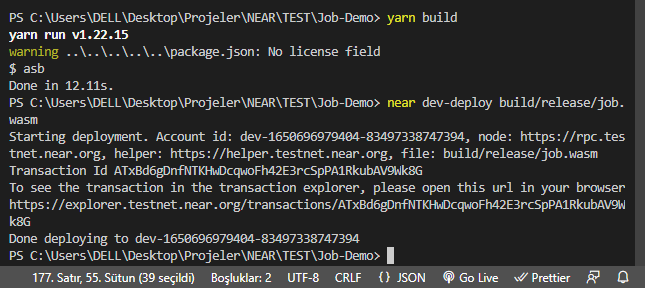 PS C:\Users\DELL\Desktop\Projeler\NEAR\TEST\Job-Demo> yarn build
yarn run v1.22.15
warning ..\..\..\..\..\package.json: No license field
$ asb
Done in 12.11s.
PS C:\Users\DELL\Desktop\Projeler\NEAR\TEST\Job-Demo> near dev-deploy build/release/job.
wasm
Starting deployment. Account id: dev-1650696979404-83497338747394, node: https://rpc.tes
tnet.near.org, helper: https://helper.testnet.near.org, file: build/release/job.wasm
Transaction Id ATxBd6gDnfNTKHwDcqwoFh42E3rcSpPA1RkubAV9Wk8G
To see the transaction in the transaction explorer, please open this url in your browser
https://explorer.testnet.near.org/transactions/ATxBd6gDnfNTKHwDcqwoFh42E3rcSpPA1RkubAV9W
k8G
Done deploying to dev-1650696979404-83497338747394
PS C:\Users\DELL\Desktop\Projeler\NEAR\TEST\Job-Demo>
177. Satır, 55. Sütun (39 seçildi) Boşluklar: 2 UTF-8 CRLF {} JSON Go Live Prettier